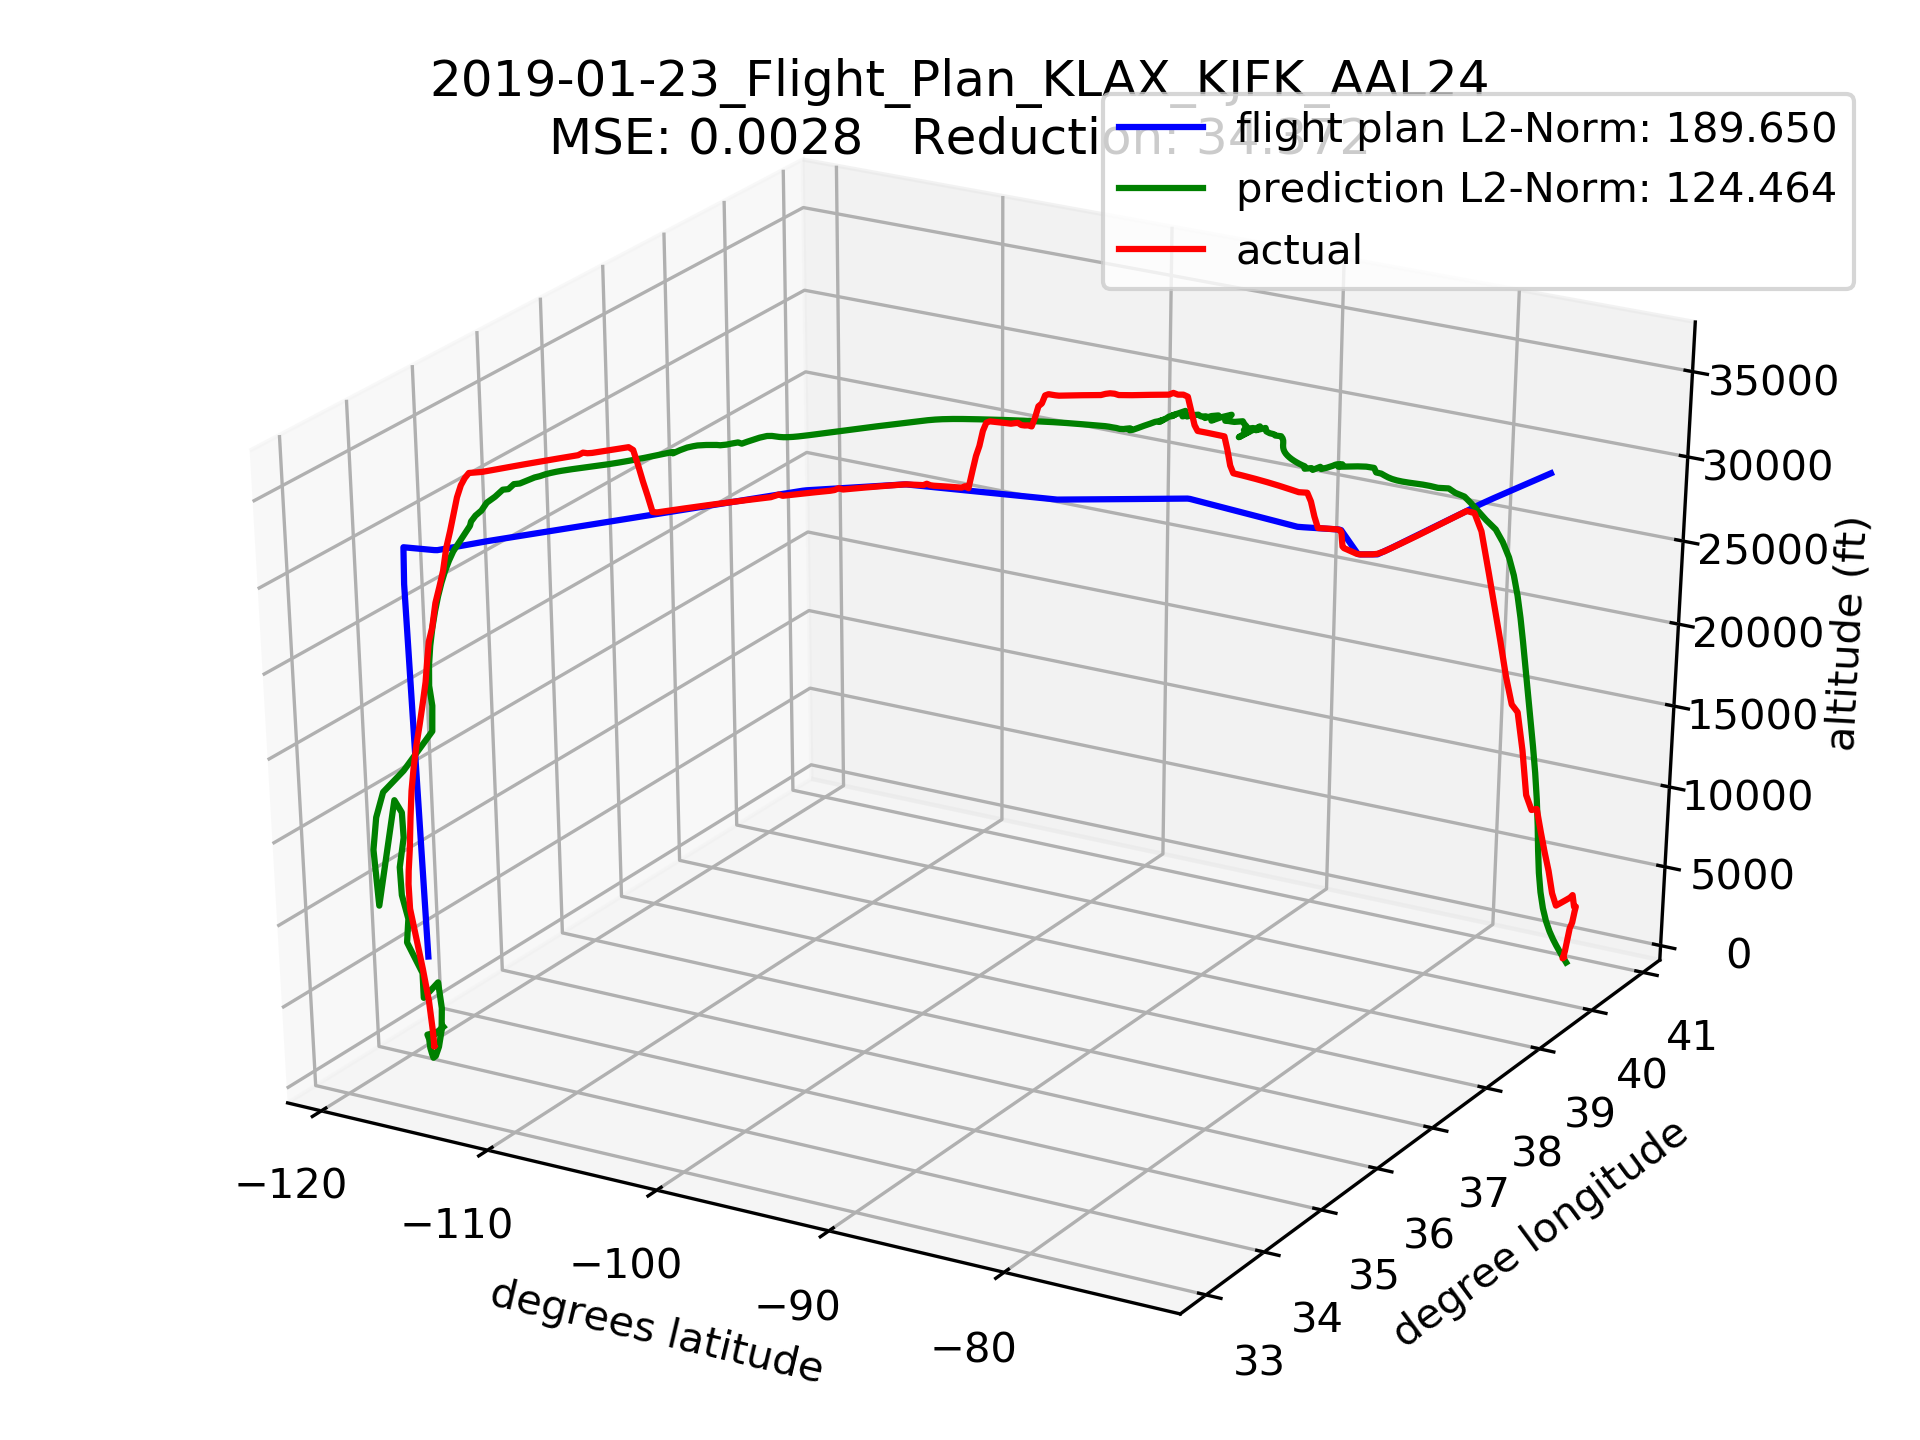 2019-01-23_Flight_Plan_KLAX_KJFK_AAL24
MSE: 0.0028 Reduction: 34.372
flight plan L2-Norm: 189.650
prediction L2-Norm: 124.464
actual
35000
30000
25000
20000
15000
10000
5000
0
altitude (ft)
41
40
39
38
37
36
35
34
33
degree longitude
−120
−110
−100
−90
−80
degrees latitude